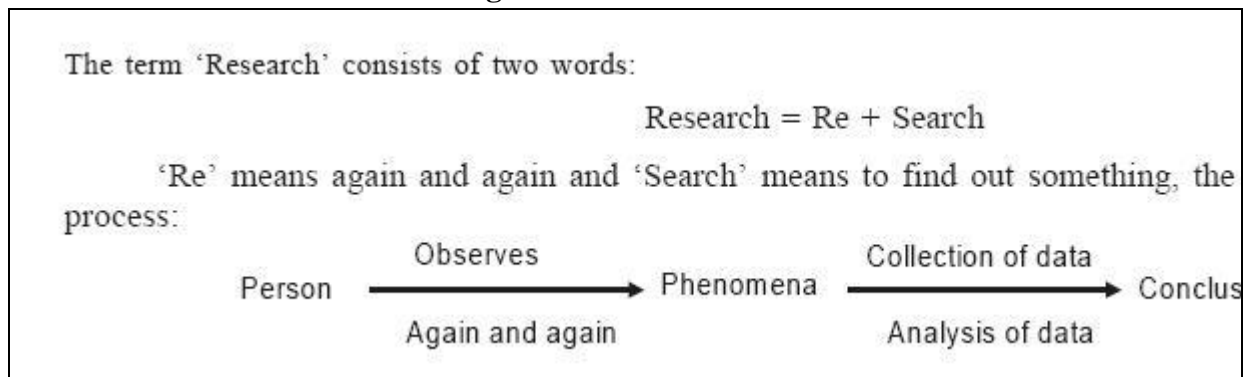 The term ‘Research’ consists of two words:
Research = Re + Search
‘Re’ means again and again and ‘Search’ means to find out something, the
process:
Observes
Collection of data
Person
Phenomena
Conclus
Again and again
Analysis of data